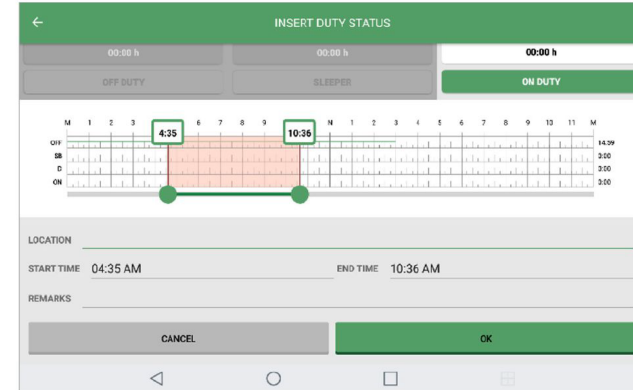 INSERT DUTY STATUS
00:00 h 00:00 h 00:00 h
OFF DUTY SLEEPER ON DUTY
M 1 2 3 4:35 6 7 8 9 10:36 N 1 2 3 4 5 6 7 8 9 10 11 M
OFF 14:59
SB 0:00
D 0:00
ON 0:00
LOCATION
START TIME 04:35 AM END TIME 10:36 AM
REMARKS
CANCEL OK